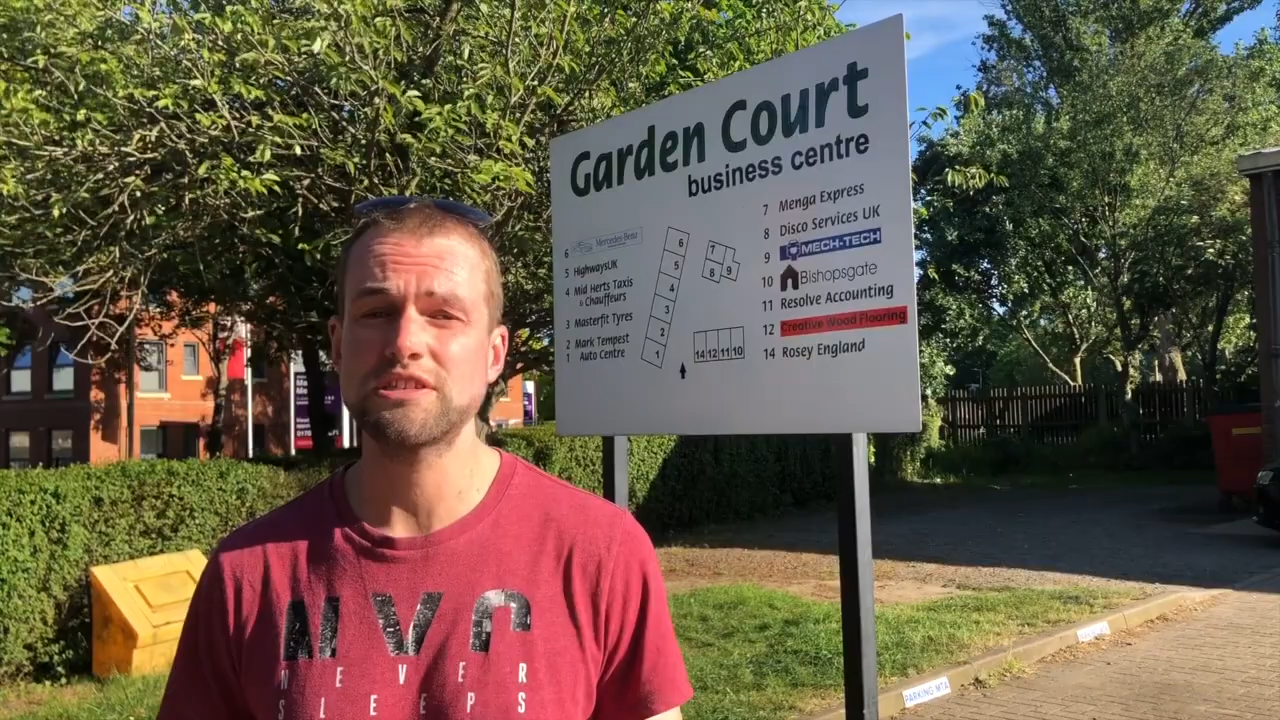 Garden Court
business centre
6 Mercedes-Benz
5 HighwaysUK
4 Mid Herts Taxis
& Chauffeurs
3 Masterfit Tyres
2 Mark Tempest
1 Auto Centre
6
5
4
3
2
1
7
8 9
14 12 11 10
7 Menga Express
8 Disco Services UK
9 MECH-TECH
10 Bishopsgate
11 Resolve Accounting
12 Creative Wood Flooring
14 Rosey England
NYC
NEVER
SLEEPS
PARKING MTA